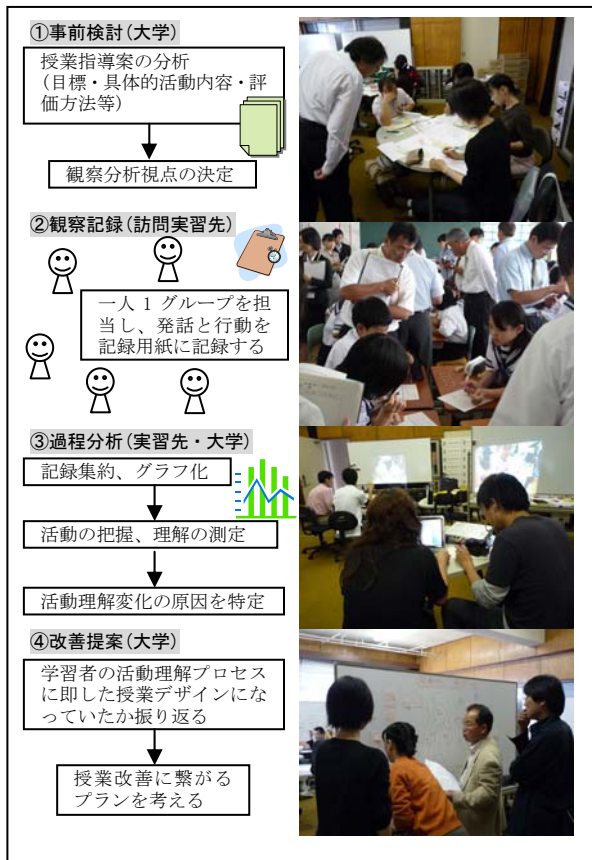 ①事前検討(大学)
授業指導案の分析
(目標・具体的活動内容・評
価方法等)
観察分析視点の決定
②観察記録(訪問実習先)
一人 1 グループを担
当し、発話と行動を
記録用紙に記録する
③過程分析(実習先・大学)
記録集約、グラフ化
活動の把握、理解の測定
活動理解変化の原因を特定
④改善提案(大学)
学習者の活動理解プロセス
に即した授業デザインにな
っていたか振り返る
授業改善に繋がる
プランを考える